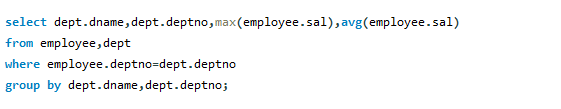 select dept.dname,dept.deptno,max(employee.sal),avg(employee.sal)
from employee,dept
where employee.deptno=dept.deptno
group by dept.dname,dept.deptno;